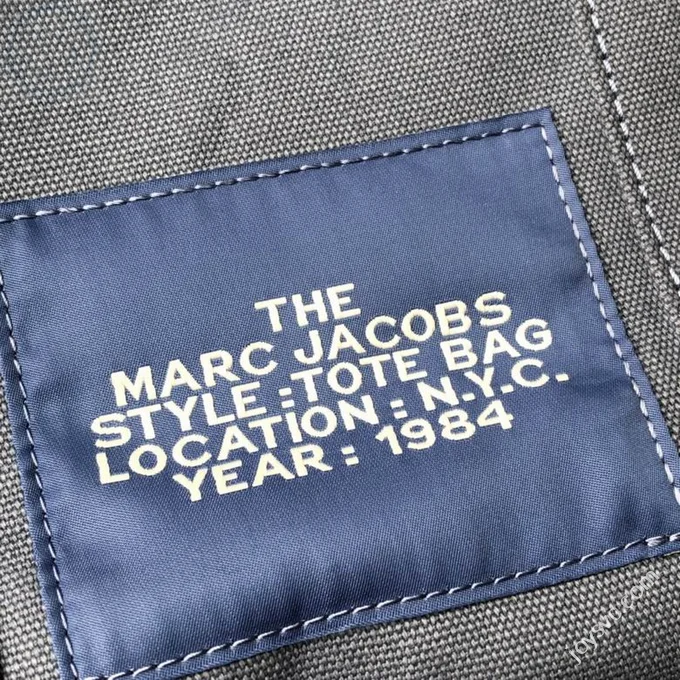 THE
MARC JACOBS
STYLE :TOTE BAG
LOCATION : N.Y.C.
YEAR : 1984